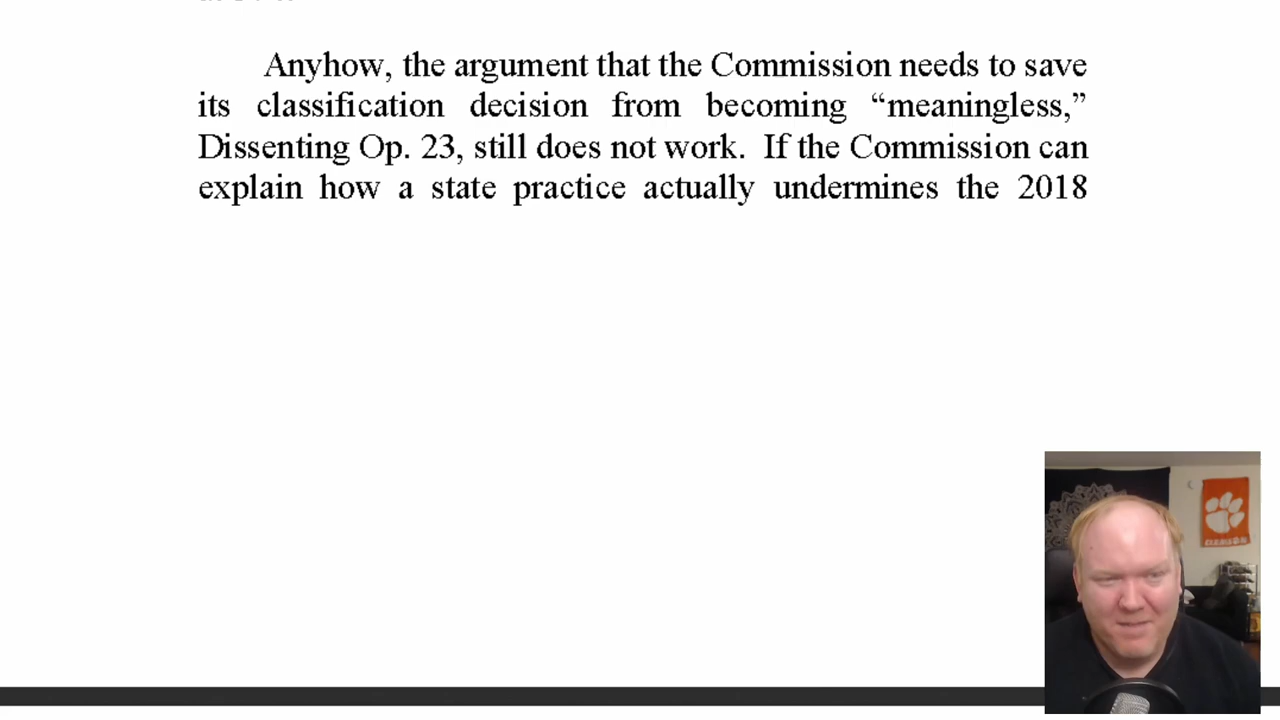 Anyhow, the argument that the Commission needs to save
its classification decision from becoming “meaningless,”
Dissenting Op. 23, still does not work. If the Commission can
explain how a state practice actually undermines the 2018
CLEMSON